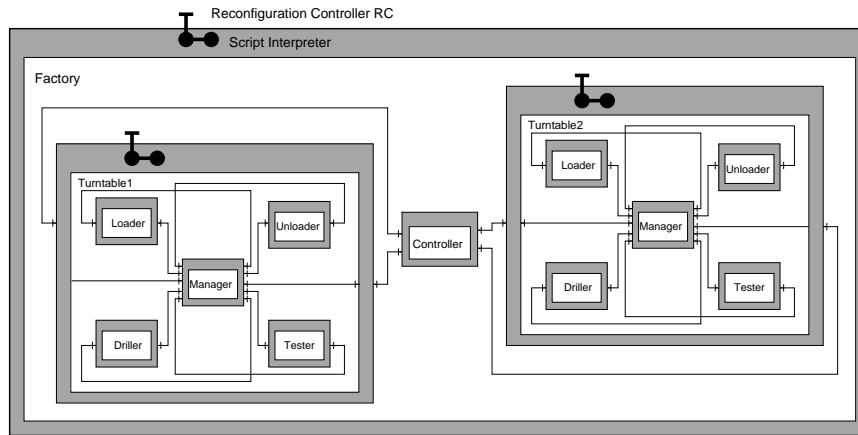 Reconfiguration Controller RC
Script Interpreter
Factory
Turntable1
Loader
Unloader
Manager
Driller
Tester
Controller
Turntable2
Loader
Unloader
Manager
Driller
Tester